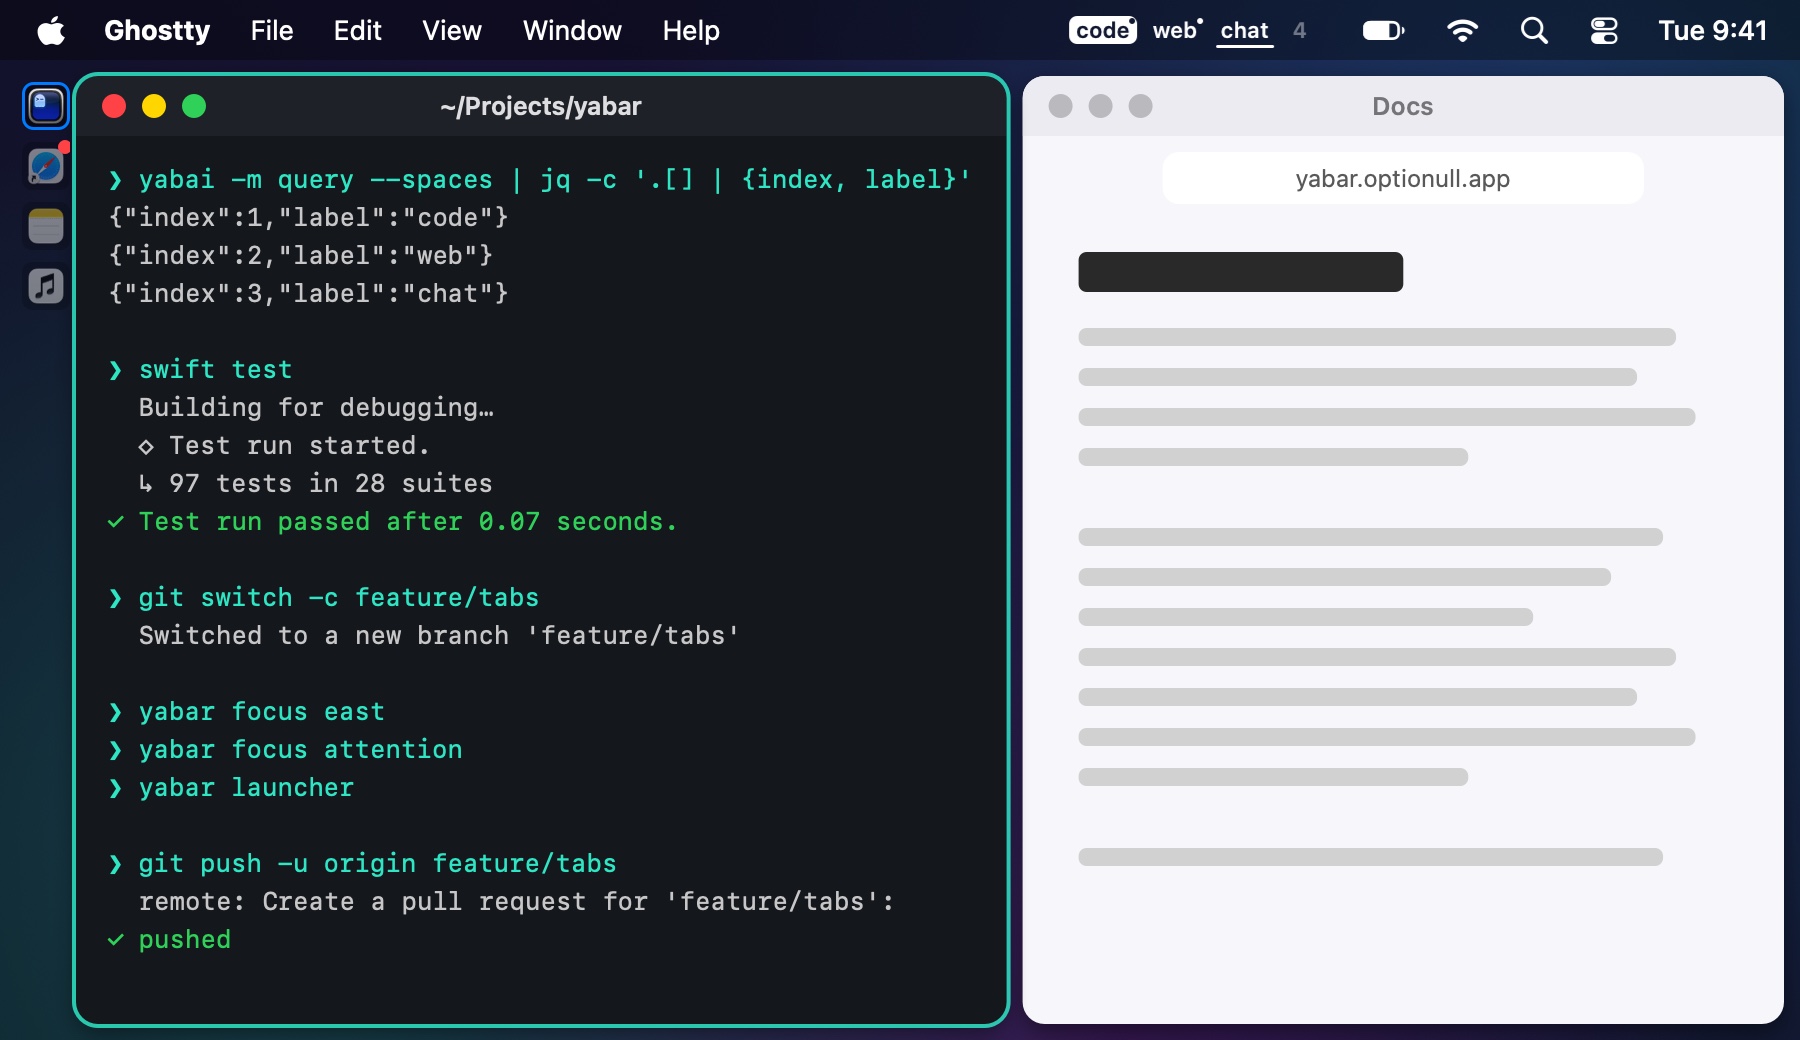 Ghostty File Edit View Window Help code web chat 4 Tue 9:41
~/Projects/yabar
❯ yabai -m query --spaces | jq -c '.[] | {index, label}'
{"index":1,"label":"code"}
{"index":2,"label":"web"}
{"index":3,"label":"chat"}
❯ swift test
Building for debugging…
◇ Test run started.
↳ 97 tests in 28 suites
✓ Test run passed after 0.07 seconds.
❯ git switch -c feature/tabs
Switched to a new branch 'feature/tabs'
❯ yabar focus east
❯ yabar focus attention
❯ yabar launcher
❯ git push -u origin feature/tabs
remote: Create a pull request for 'feature/tabs':
✓ pushed
Docs
yabar.optionull.app